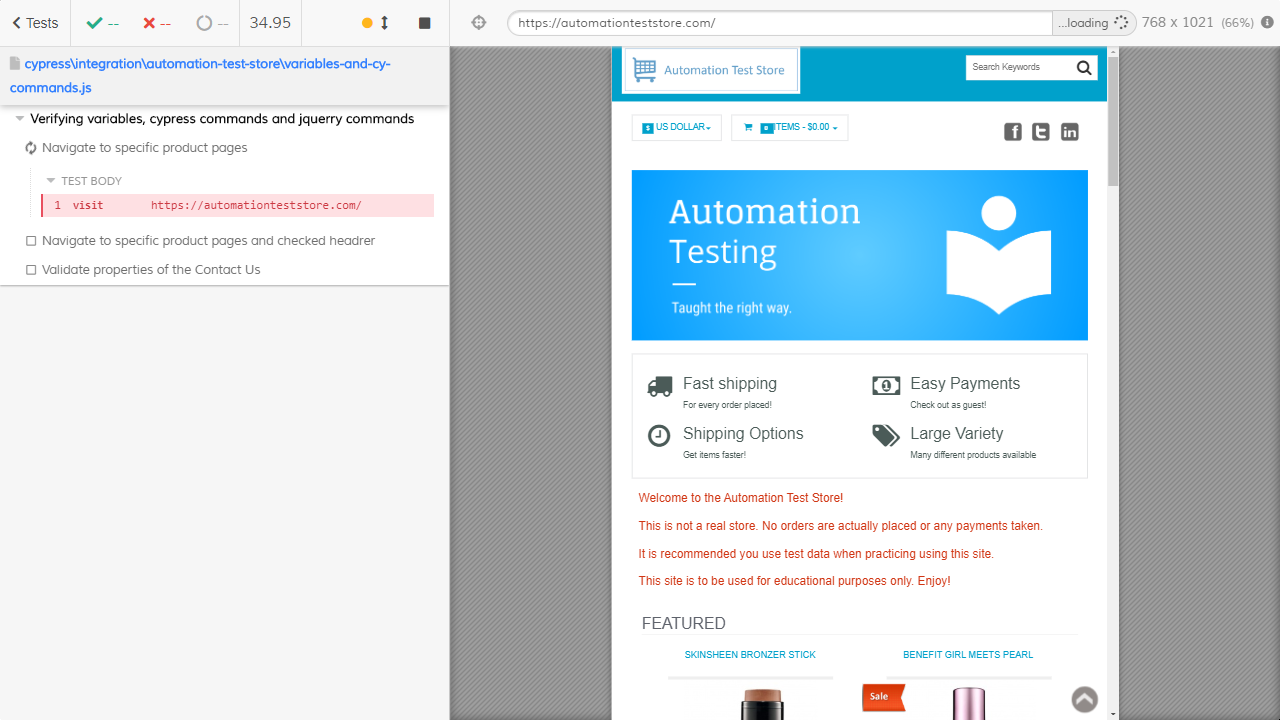 Tests
--
--
--
34.95
https://automationteststore.com/
...loading
768 x 1021 (66%)
cypress\integration\automation-test-store\variables-and-cy-
commands.js
Verifying variables, cypress commands and jquerry commands
Navigate to specific product pages
TEST BODY
1 visit https://automationteststore.com/
Navigate to specific product pages and checked headrer
Validate properties of the Contact Us
Automation Test Store
Search Keywords
$ US DOLLAR
0 ITEMS - $0.00
Automation
Testing
Taught the right way.
Fast shipping
For every order placed!
Easy Payments
Check out as guest!
Shipping Options
Get items faster!
Large Variety
Many different products available
Welcome to the Automation Test Store!
This is not a real store. No orders are actually placed or any payments taken.
It is recommended you use test data when practicing using this site.
This site is to be used for educational purposes only. Enjoy!
FEATURED
SKINSHEEN BRONZER STICK
BENEFIT GIRL MEETS PEARL
Sale